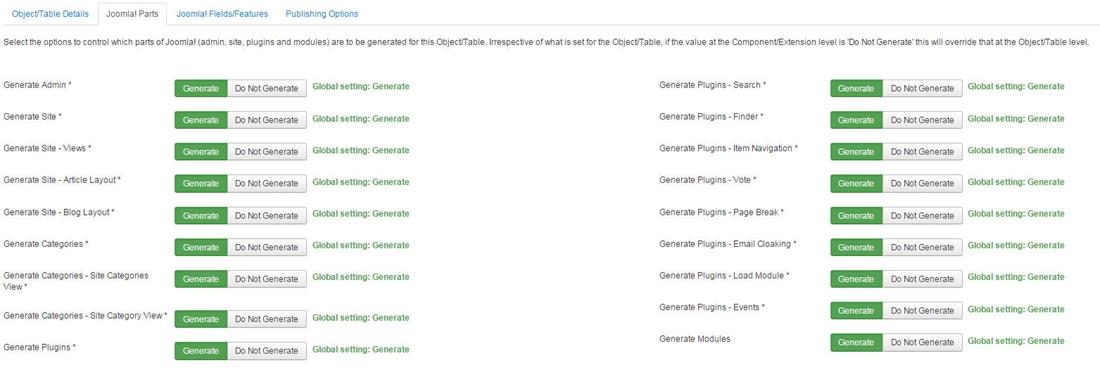 Object/Table Details
Joomla! Parts
Joomla! Fields/Features
Publishing Options
Select the options to control which parts of Joomla! (admin, site, plugins and modules) are to be generated for this Object/Table. Irrespective of what is set for the Object/Table, if the value at the Component/Extension level is 'Do Not Generate' this will override that at the Object/Table level.
Generate Admin * Generate Do Not Generate Global setting: Generate
Generate Site * Generate Do Not Generate Global setting: Generate
Generate Site - Views * Generate Do Not Generate Global setting: Generate
Generate Site - Article Layout * Generate Do Not Generate Global setting: Generate
Generate Site - Blog Layout * Generate Do Not Generate Global setting: Generate
Generate Categories * Generate Do Not Generate Global setting: Generate
Generate Categories - Site Categories
View * Generate Do Not Generate Global setting: Generate
Generate Categories - Site Category View * Generate Do Not Generate Global setting: Generate
Generate Plugins * Generate Do Not Generate Global setting: Generate
Generate Plugins - Search * Generate Do Not Generate Global setting: Generate
Generate Plugins - Finder * Generate Do Not Generate Global setting: Generate
Generate Plugins - Item Navigation * Generate Do Not Generate Global setting: Generate
Generate Plugins - Vote * Generate Do Not Generate Global setting: Generate
Generate Plugins - Page Break * Generate Do Not Generate Global setting: Generate
Generate Plugins - Email Cloaking * Generate Do Not Generate Global setting: Generate
Generate Plugins - Load Module * Generate Do Not Generate Global setting: Generate
Generate Plugins - Events * Generate Do Not Generate Global setting: Generate
Generate Modules Generate Do Not Generate Global setting: Generate